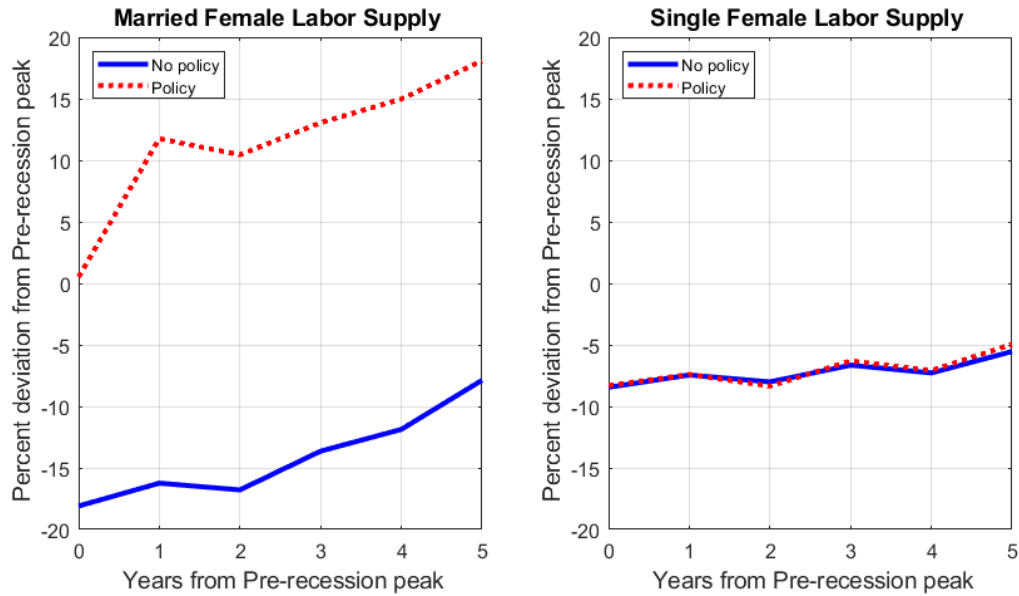 Married Female Labor Supply
Percent deviation from Pre-recession peak
20
15
10
5
0
-5
-10
-15
-20
No policy
Policy
0 1 2 3 4 5
Years from Pre-recession peak
Single Female Labor Supply
Percent deviation from Pre-recession peak
20
15
10
5
0
-5
-10
-15
-20
No policy
Policy
0 1 2 3 4 5
Years from Pre-recession peak